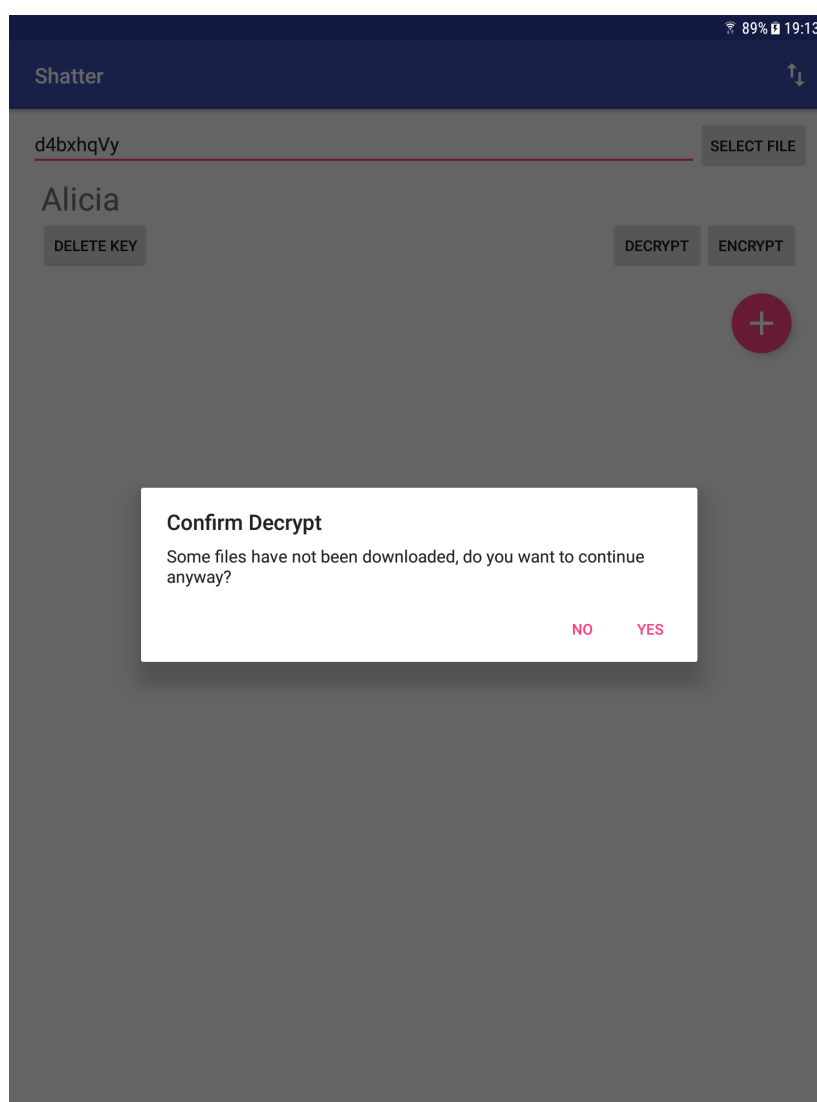 89% 19:13
Shatter
d4bxhqVy
SELECT FILE
Alicia
DELETE KEY
DECRYPT
ENCRYPT
Confirm Decrypt
Some files have not been downloaded, do you want to continue
anyway?
NO
YES